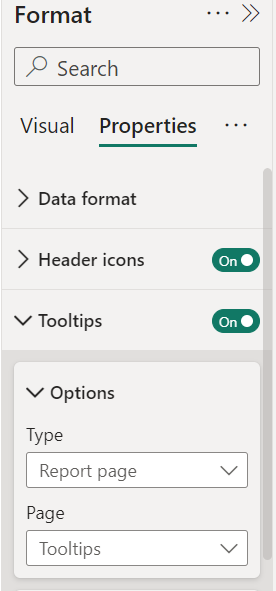 Format
Search
Visual Properties
Data format
Header icons On
Tooltips On
Options
Type
Report page
Page
Tooltips